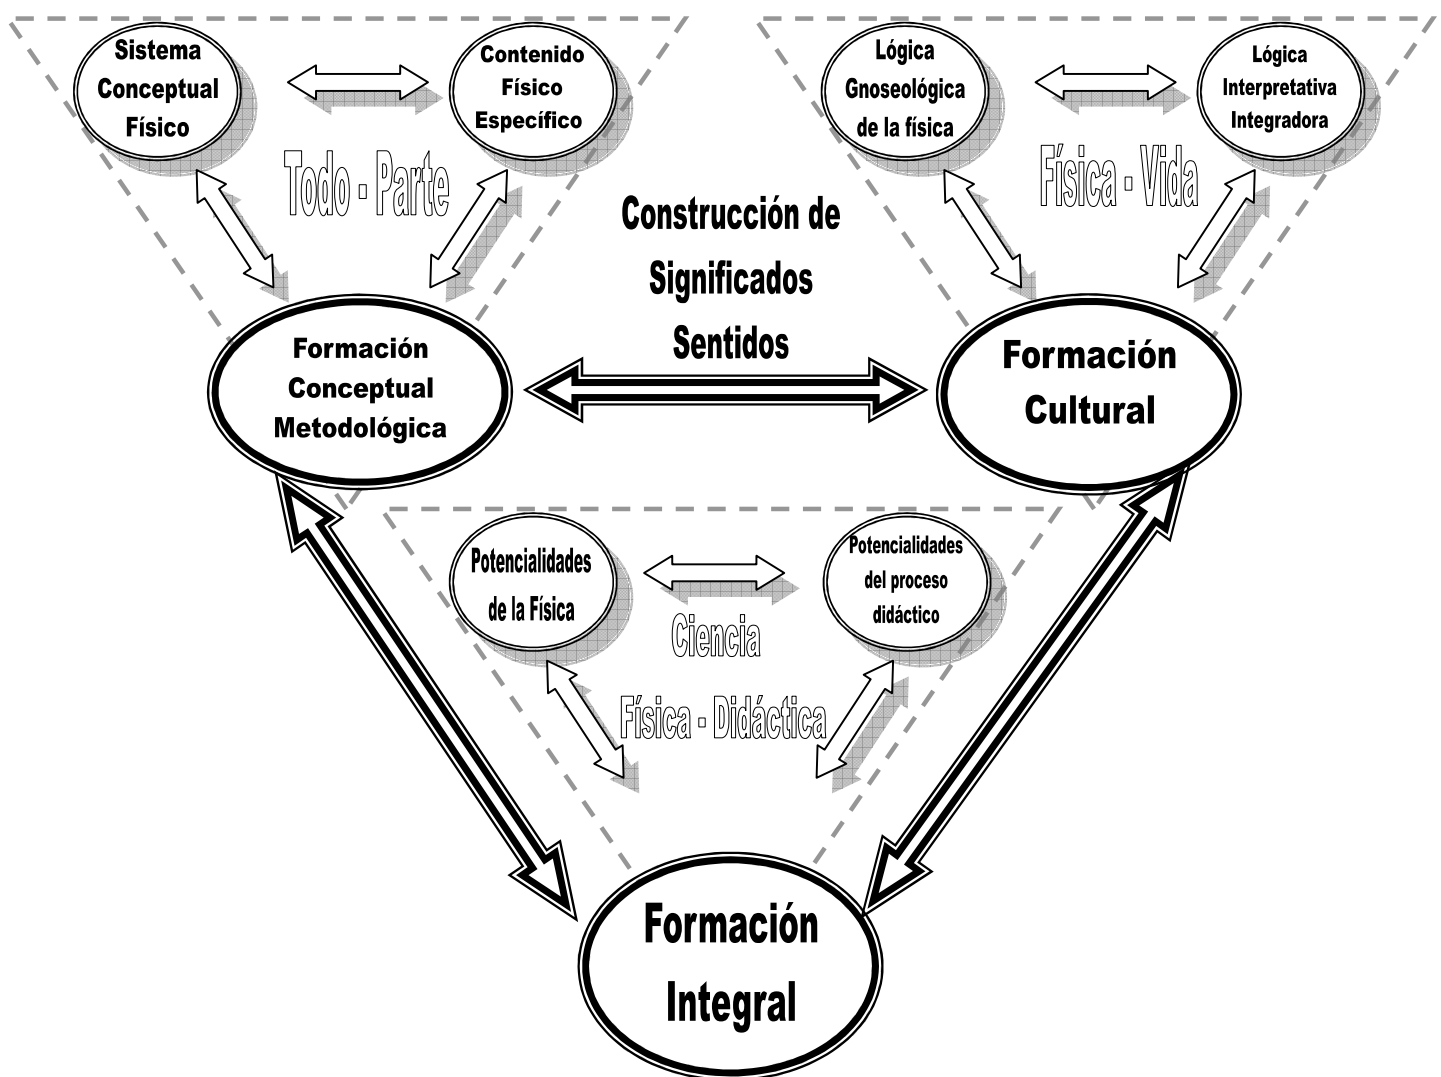 Sistema
Conceptual
Físico
Contenido
Físico
Específico
Todo - Parte
Lógica
Gnoseológica
de la física
Lógica
Interpretativa
Integradora
Física - Vida
Construcción de
Significados
Sentidos
Formación
Conceptual
Metodológica
Formación
Cultural
Potencialidades
de la Física
Potencialidades
del proceso
didáctico
Ciencia
Física - Didáctica
Formación
Integral